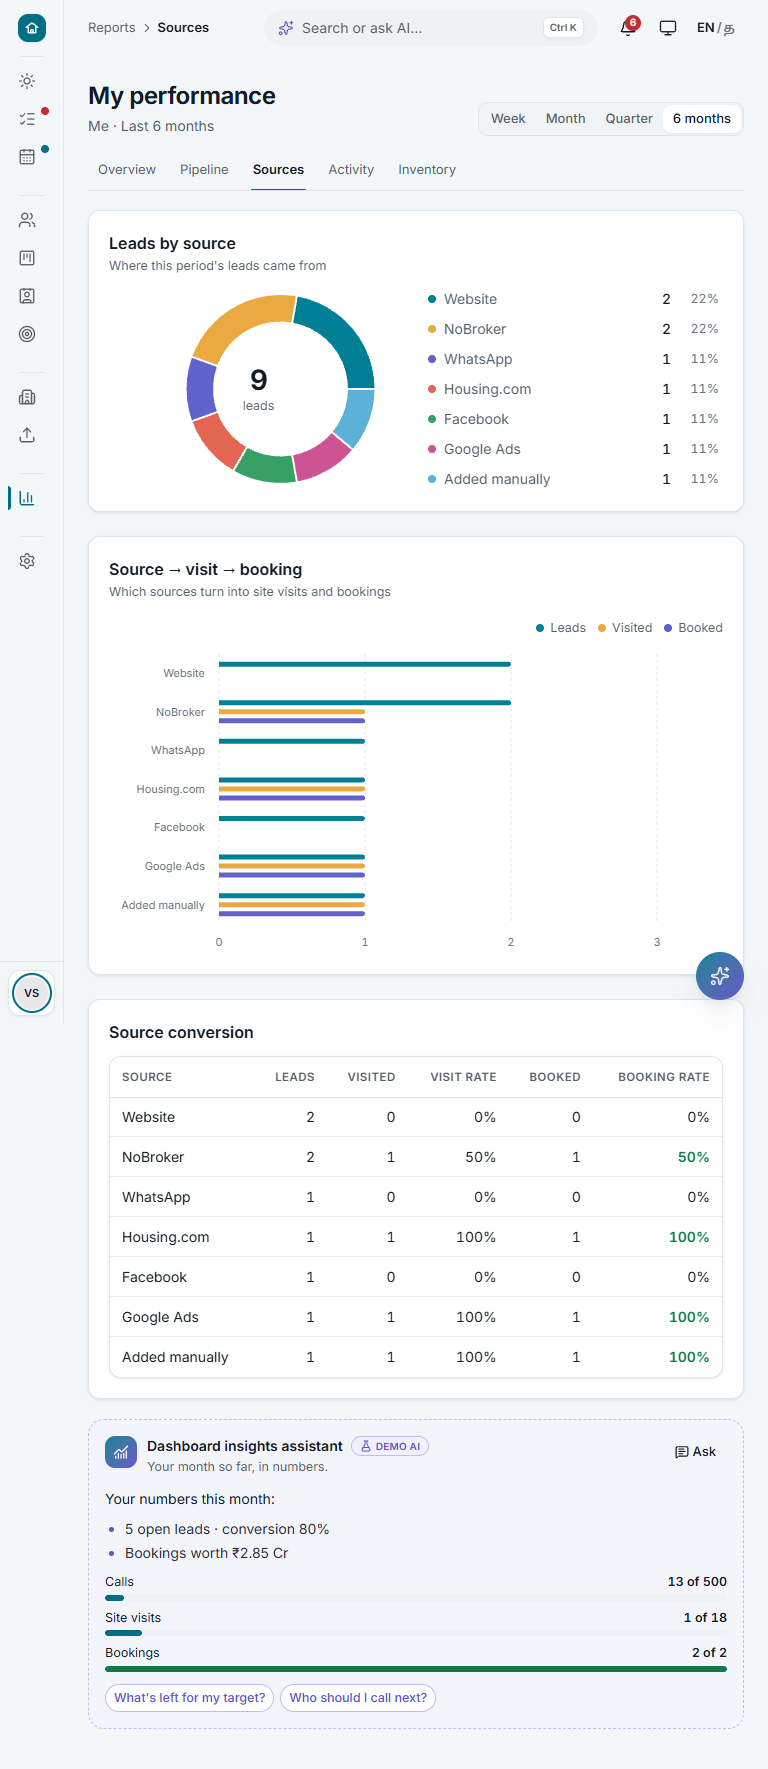 Reports > Sources
Search or ask AI...
Ctrl K
6
EN / த
My performance
Me · Last 6 months
Week Month Quarter 6 months
Overview Pipeline Sources Activity Inventory
Leads by source
Where this period's leads came from
9
leads
Website 2 22%
NoBroker 2 22%
WhatsApp 1 11%
Housing.com 1 11%
Facebook 1 11%
Google Ads 1 11%
Added manually 1 11%
Source → visit → booking
Which sources turn into site visits and bookings
Leads Visited Booked
Website
NoBroker
WhatsApp
Housing.com
Facebook
Google Ads
Added manually
0 1 2 3
VS
Source conversion
SOURCE LEADS VISITED VISIT RATE BOOKED BOOKING RATE
Website 2 0 0% 0 0%
NoBroker 2 1 50% 1 50%
WhatsApp 1 0 0% 0 0%
Housing.com 1 1 100% 1 100%
Facebook 1 0 0% 0 0%
Google Ads 1 1 100% 1 100%
Added manually 1 1 100% 1 100%
Dashboard insights assistant DEMO AI
Your month so far, in numbers.
Ask
Your numbers this month:
• 5 open leads · conversion 80%
• Bookings worth ₹2.85 Cr
Calls 13 of 500
Site visits 1 of 18
Bookings 2 of 2
What's left for my target? Who should I call next?